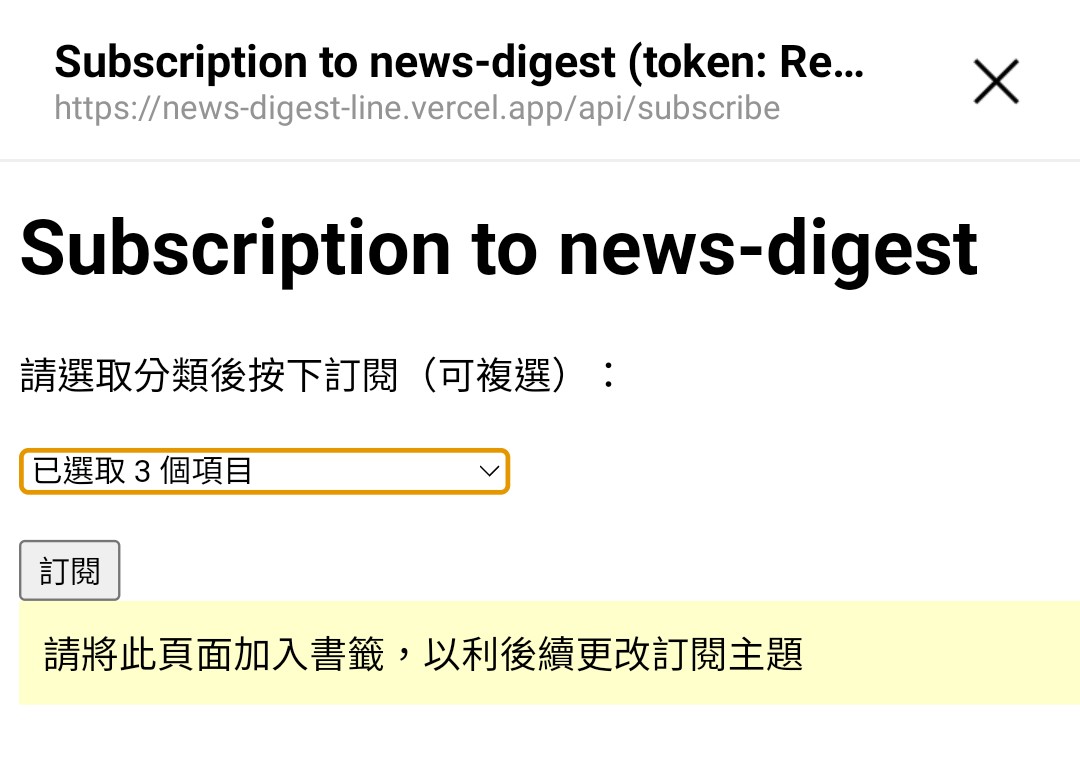 Subscription to news-digest (token: Re...
https://news-digest-line.vercel.app/api/subscribe
Subscription to news-digest
請選取分類後按下訂閱（可複選）：
已選取 3 個項目
訂閱
請將此頁面加入書籤，以利後續更改訂閱主題